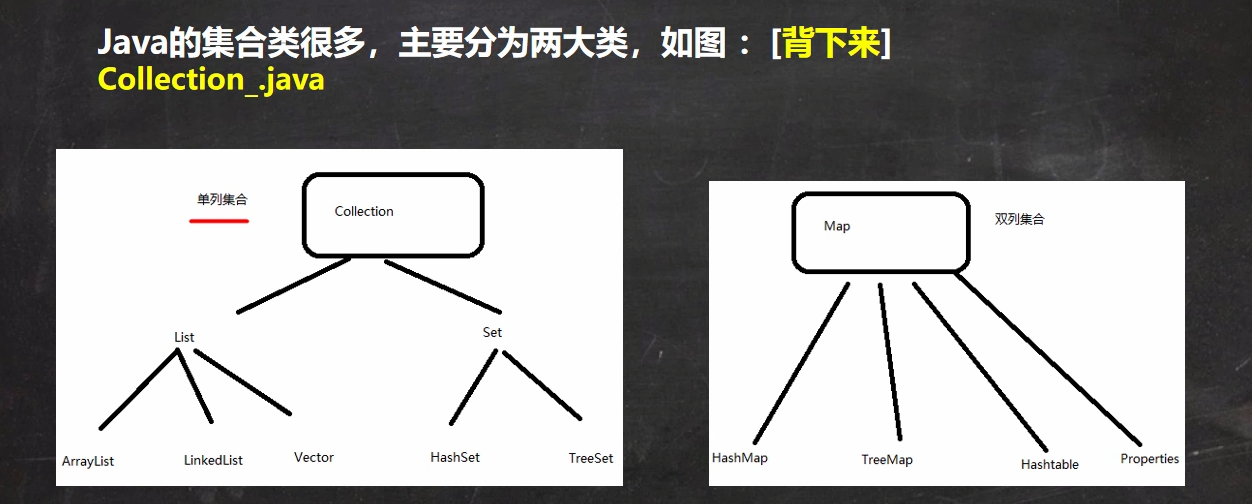 Java的集合类很多，主要分为两大类，如图：[背下来]
Collection_.java
单列集合
Collection
List
Set
ArrayList
LinkedList
Vector
HashSet
TreeSet
Map
双列集合
HashMap
TreeMap
Hashtable
Properties